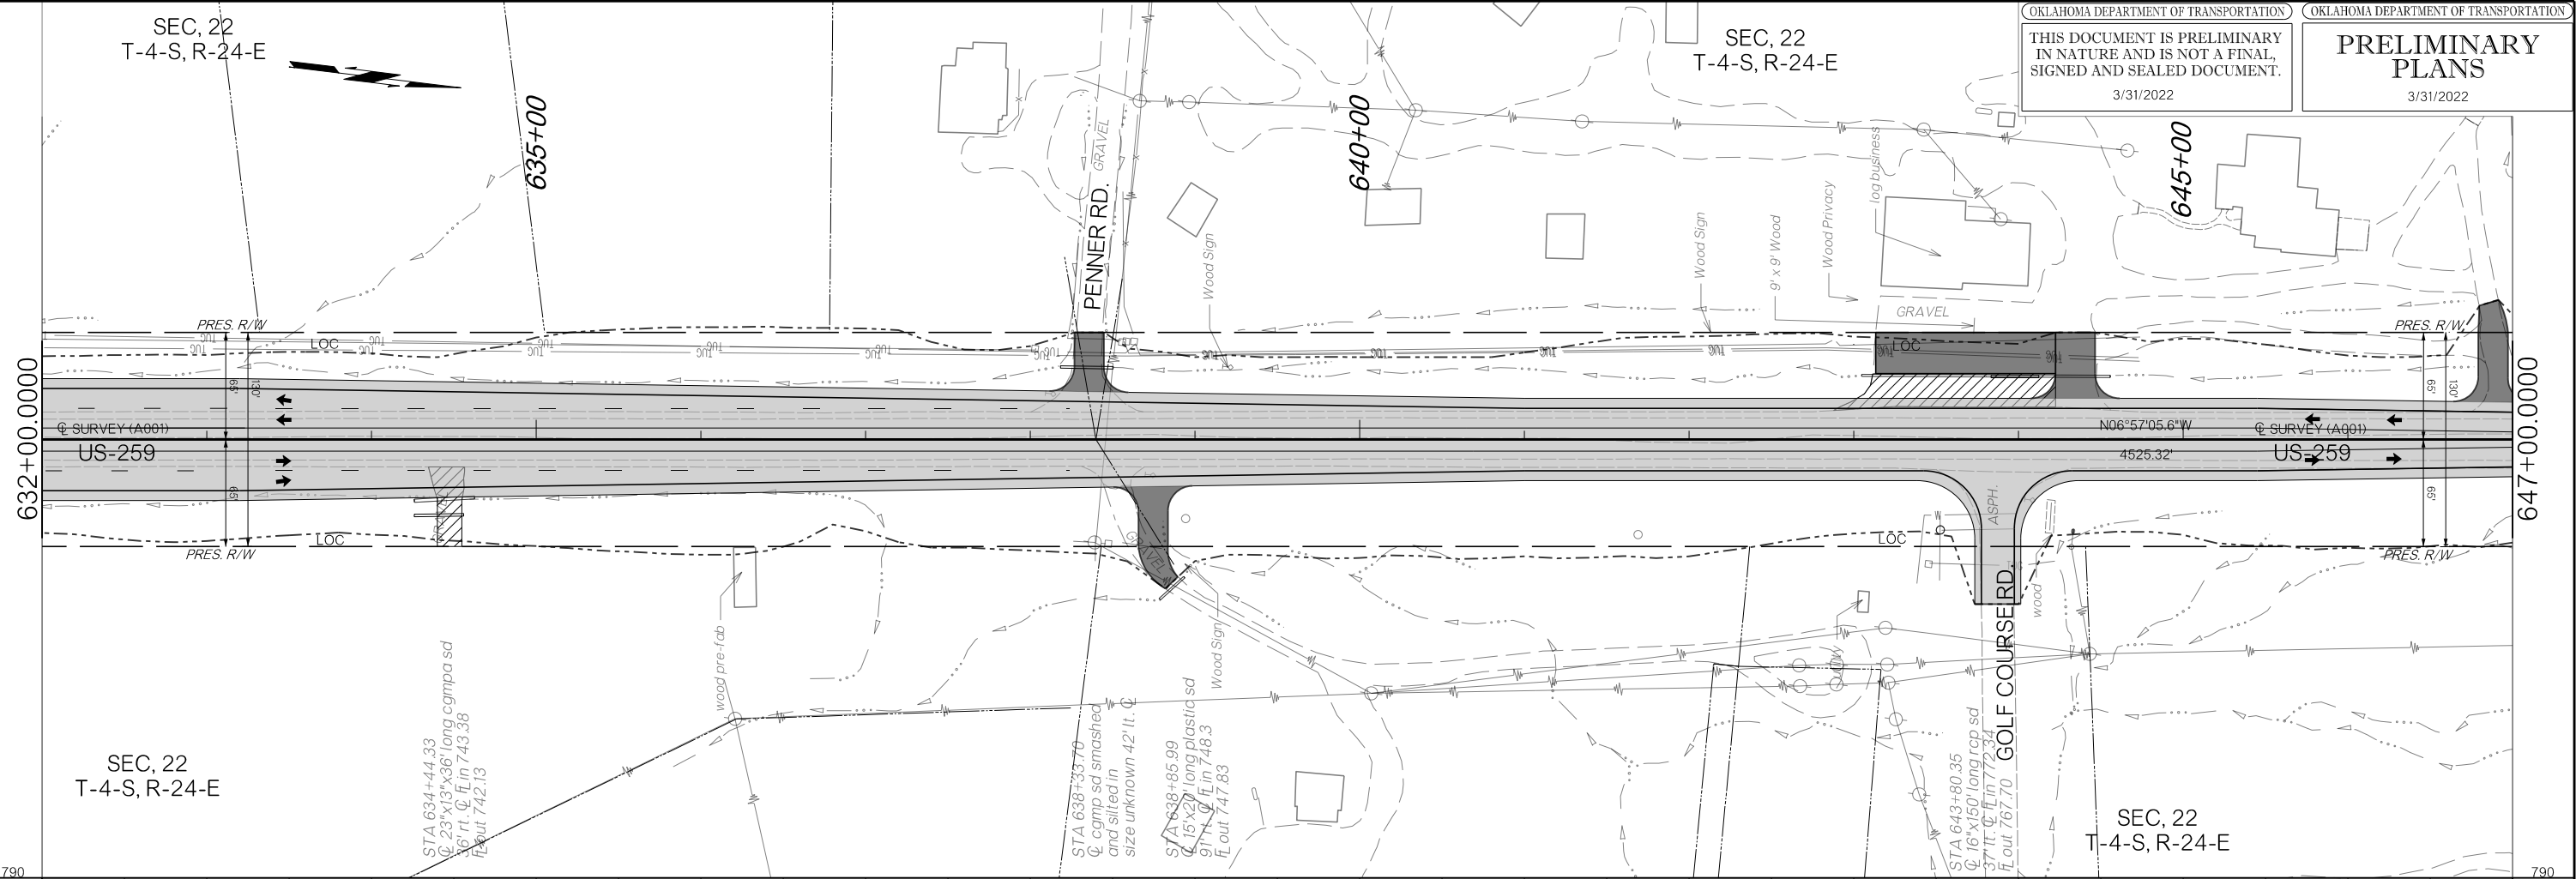 SEC, 22
T-4-S, R-24-E
635+00
640+00
SEC, 22
T-4-S, R-24-E
645+00
OKLAHOMA DEPARTMENT OF TRANSPORTATION
THIS DOCUMENT IS PRELIMINARY
IN NATURE AND IS NOT A FINAL,
SIGNED AND SEALED DOCUMENT.
3/31/2022
OKLAHOMA DEPARTMENT OF TRANSPORTATION
PRELIMINARY
PLANS
3/31/2022
GRAVEL
PENNER RD.
Wood Sign
Wood Sign
9' x 9' Wood
Wood Privacy
log business
GRAVEL
PRES. R/W
LOC
PRES. R/W
LOC
632+00.0000
65'
130'
65'
130'
647+00.0000
℄ SURVEY (A001)
US-259
N06°57'05.6"W
4525.32'
℄ SURVEY (A001)
US-259
65'
65'
ASPH.
LOC
PRES. R/W
GRAVEL
LOC
PRES. R/W
wood pre-fab
Wood Sign
wood
GOLF COURSE RD.
STA 634+44.33
℄ 23"x13"x36' long cgmpa sd
36' rt. ℄ FL in 743.38
FL out 742.13
STA 638+33.70
℄ cgmp sd smashed
and silted in
size unknown 42' lt. ℄
STA 638+85.99
℄ 15"x20' long plastic sd
91' rt. ℄ FL in 748.3
FL out 747.83
STA 643+80.35
℄ 16"x150' long rcp sd
37' lt. ℄ FL in 772.34
FL out 767.70
SEC, 22
T-4-S, R-24-E
SEC, 22
T-4-S, R-24-E
790
790